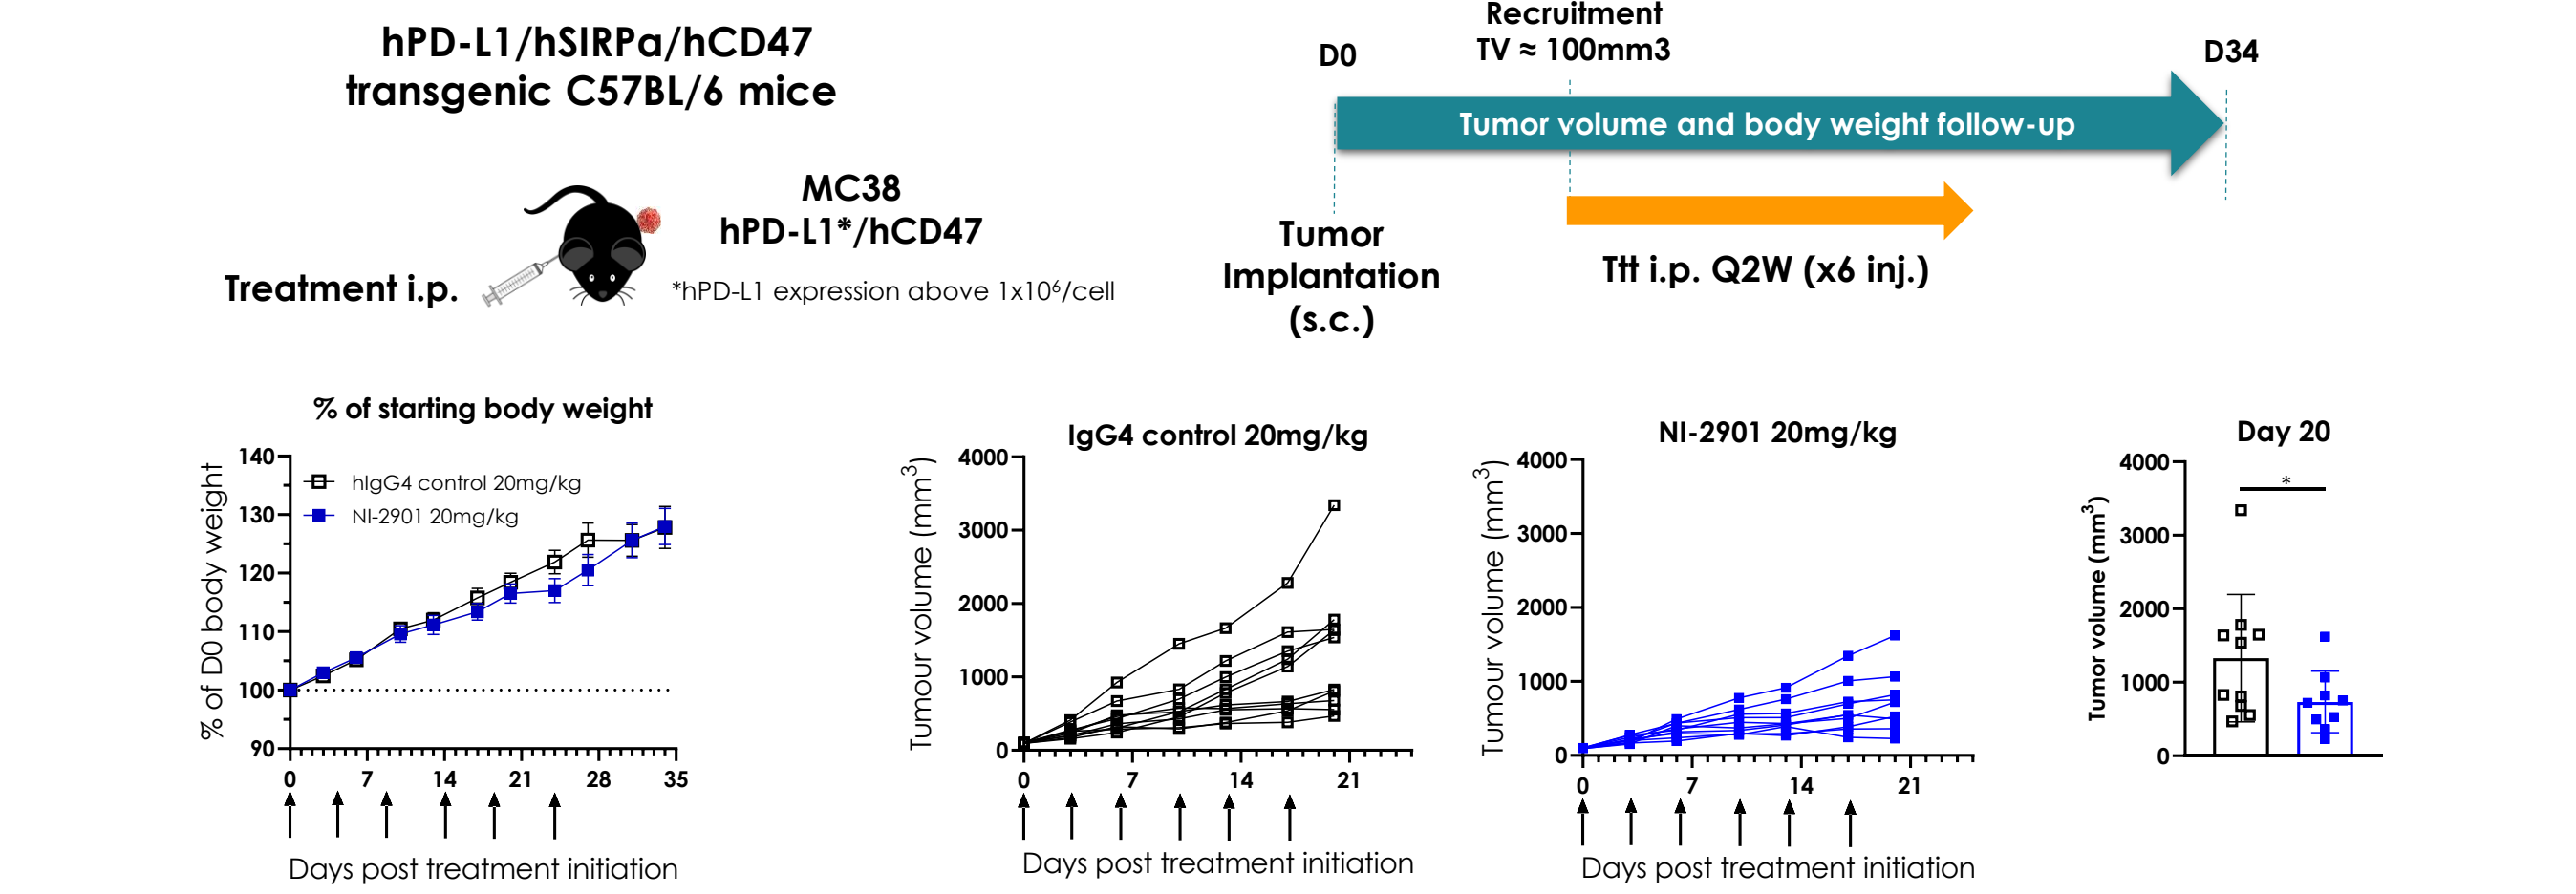 hPD-L1/hSIRPa/hCD47
transgenic C57BL/6 mice
Treatment i.p.
MC38
hPD-L1*/hCD47
*hPD-L1 expression above 1x10⁶/cell
D0
Recruitment
TV ≈ 100mm3
D34
Tumor volume and body weight follow-up
Tumor
Implantation
(s.c.)
Ttt i.p. Q2W (x6 inj.)
% of starting body weight
% of D0 body weight
140
130
120
110
100
90
hIgG4 control 20mg/kg
NI-2901 20mg/kg
0 7 14 21 28 35
Days post treatment initiation
IgG4 control 20mg/kg
Tumour volume (mm³)
4000
3000
2000
1000
0
0 7 14 21
Days post treatment initiation
NI-2901 20mg/kg
Tumour volume (mm³)
4000
3000
2000
1000
0
0 7 14 21
Days post treatment initiation
Day 20
Tumor volume (mm³)
4000
3000
2000
1000
0
*